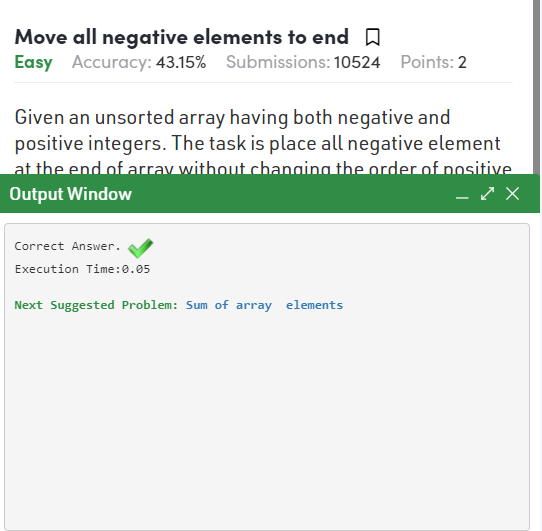 Move all negative elements to end
Easy Accuracy: 43.15% Submissions: 10524 Points: 2
Given an unsorted array having both negative and
positive integers. The task is place all negative element
at the end of array without changing the order of positive
Output Window
Correct Answer.
Execution Time:0.05
Next Suggested Problem: Sum of array elements